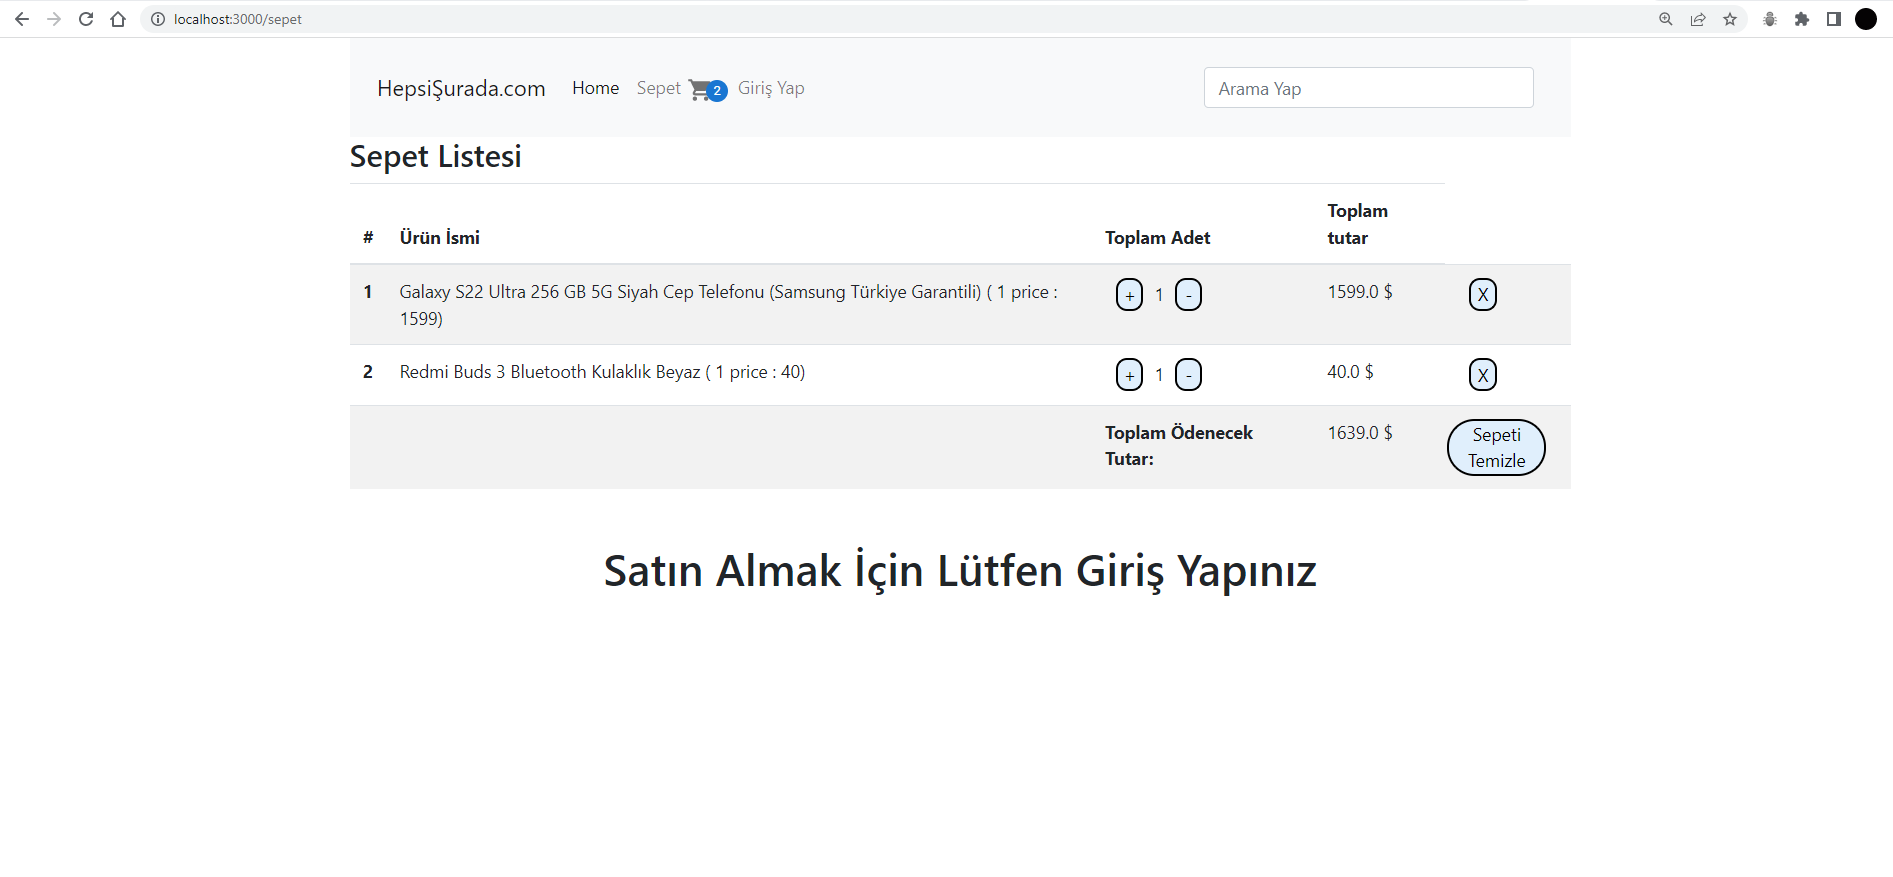 localhost:3000/sepet
HepsiŞurada.com Home Sepet 2 Giriş Yap Arama Yap
Sepet Listesi
# Ürün İsmi Toplam Adet Toplam
tutar
1 Galaxy S22 Ultra 256 GB 5G Siyah Cep Telefonu (Samsung Türkiye Garantili) ( 1 price : + 1 - 1599.0 $ X
1599)
2 Redmi Buds 3 Bluetooth Kulaklık Beyaz ( 1 price : 40) + 1 - 40.0 $ X
Toplam Ödenecek 1639.0 $ Sepeti
Tutar: Temizle
Satın Almak İçin Lütfen Giriş Yapınız